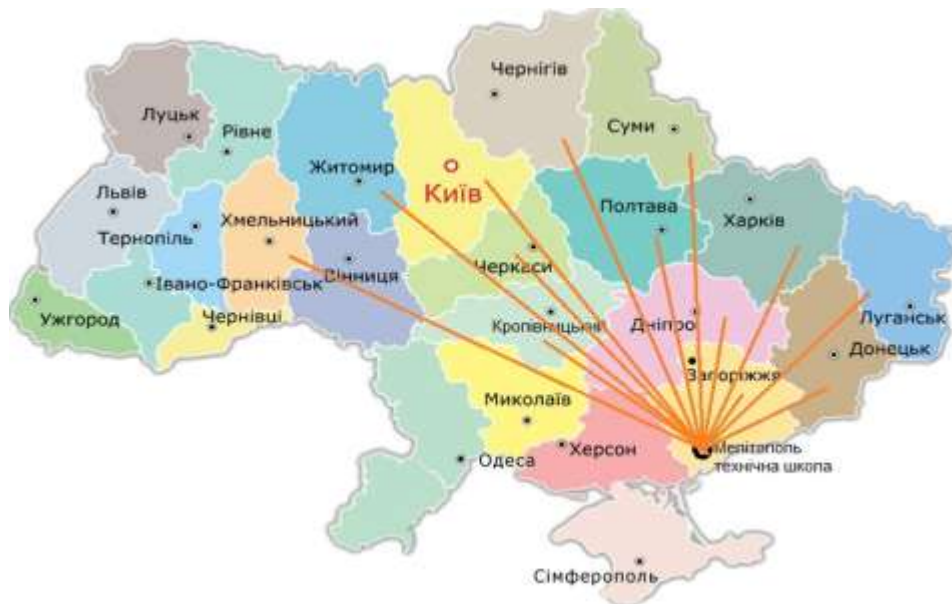 Чернігів
Суми
Луцьк
Рівне
Житомир
Київ
Львів
Хмельницький
Полтава
Харків
Тернопіль
Черкаси
Вінниця
Івано-Франківськ
Ужгород
Чернівці
Кропівницький
Дніпро
Луганськ
Донецьк
Запоріжжя
Миколаїв
Херсон
Одеса
Мелітополь
технічна школа
Сімферополь